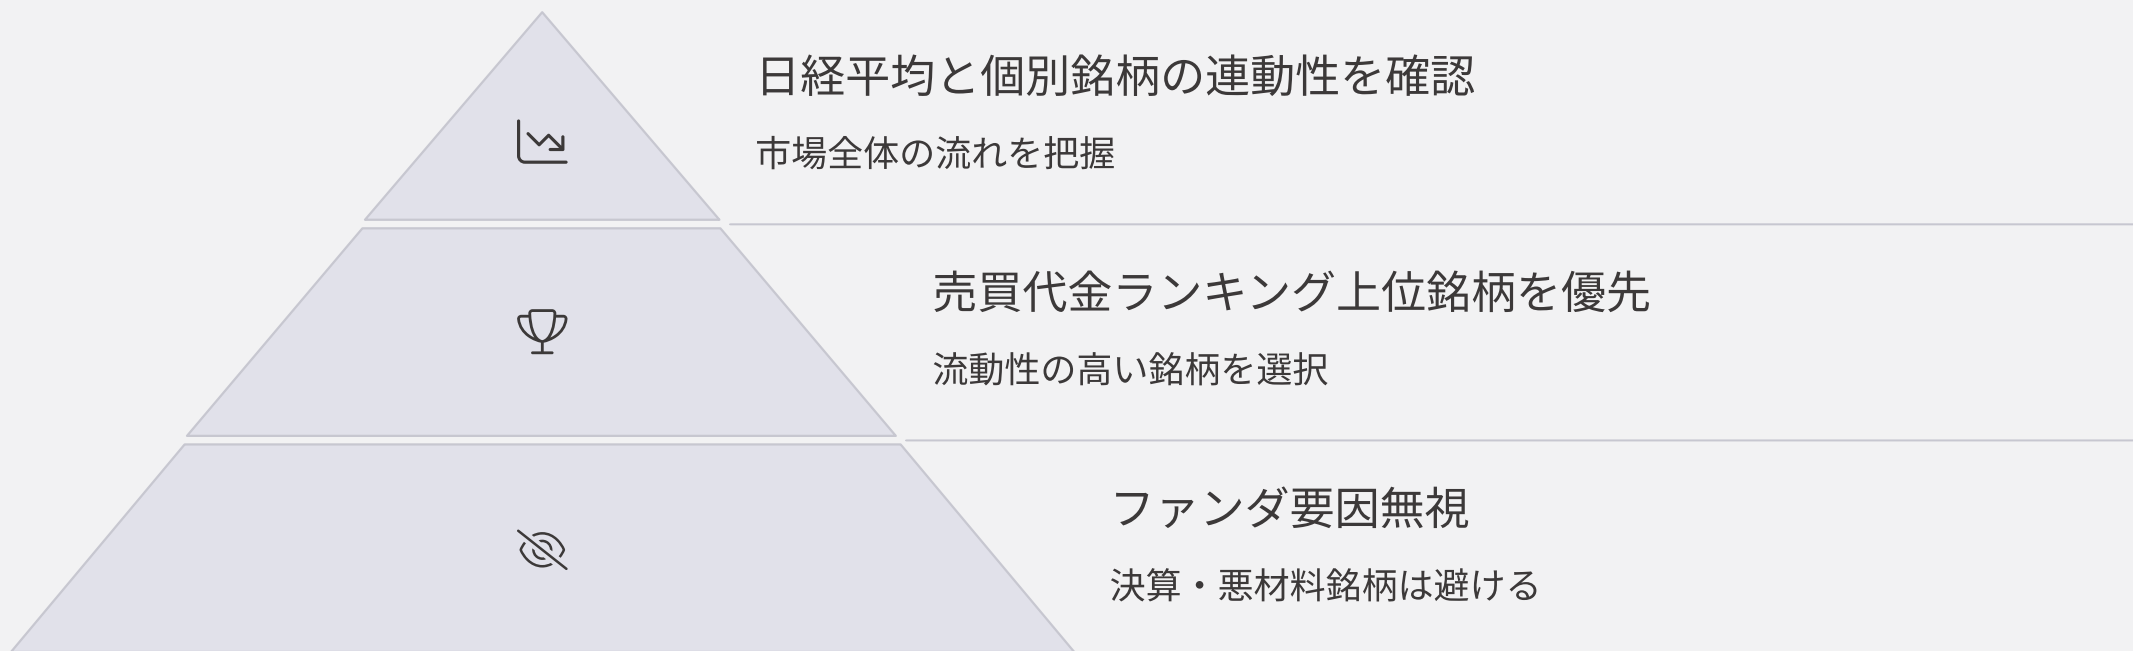 日経平均と個別銘柄の連動性を確認
市場全体の流れを把握
売買代金ランキング上位銘柄を優先
流動性の高い銘柄を選択
ファンダ要因無視
決算・悪材料銘柄は避ける